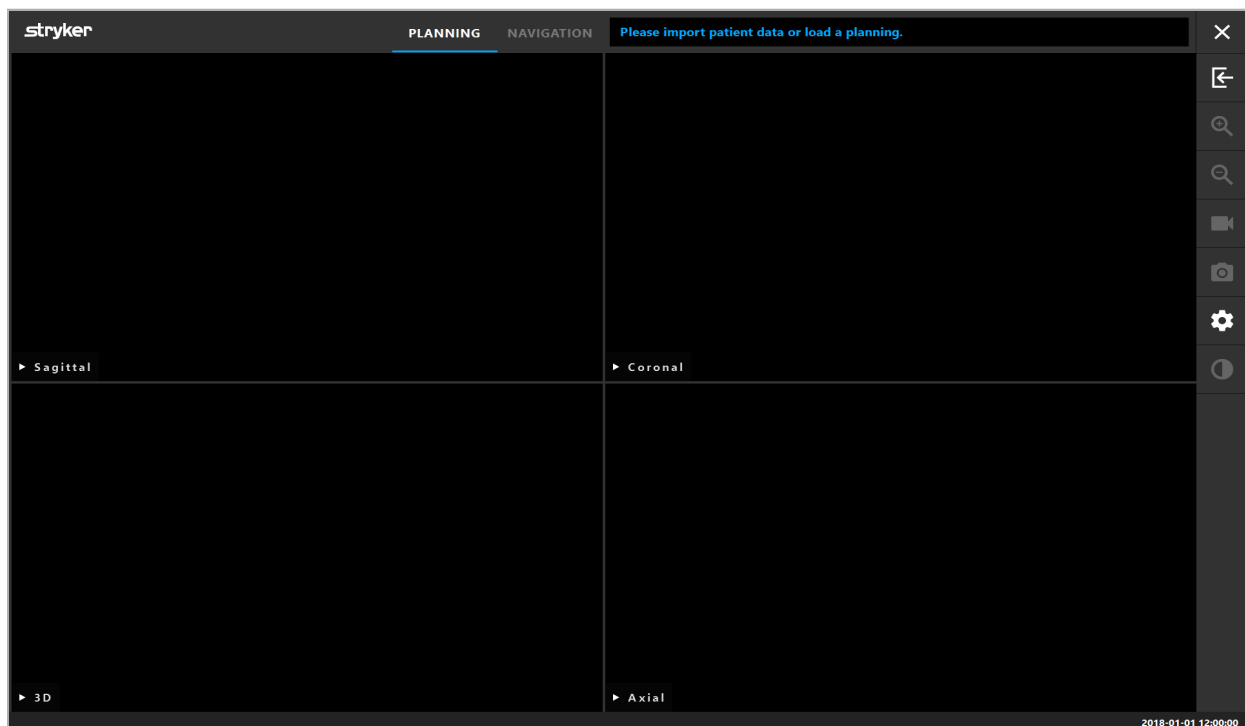 stryker
PLANNING NAVIGATION Please import patient data or load a planning.
Sagittal
Coronal
3D
Axial
2018-01-01 12:00:00